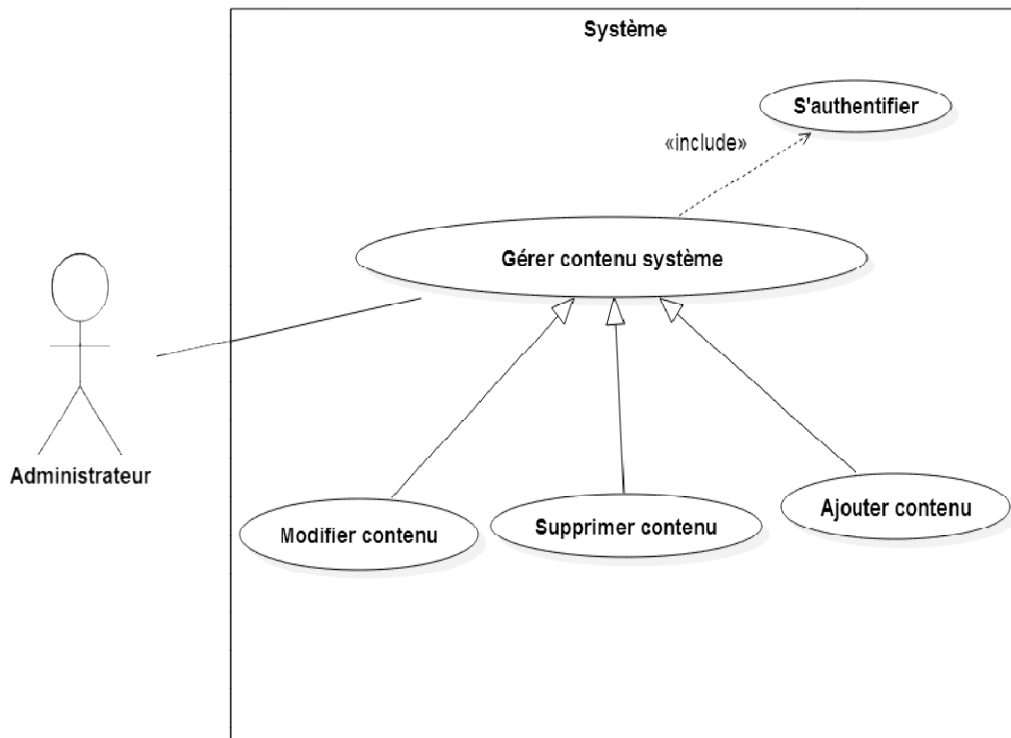 Système
S'authentifier
«include»
Gérer contenu système
Administrateur
Modifier contenu
Supprimer contenu
Ajouter contenu